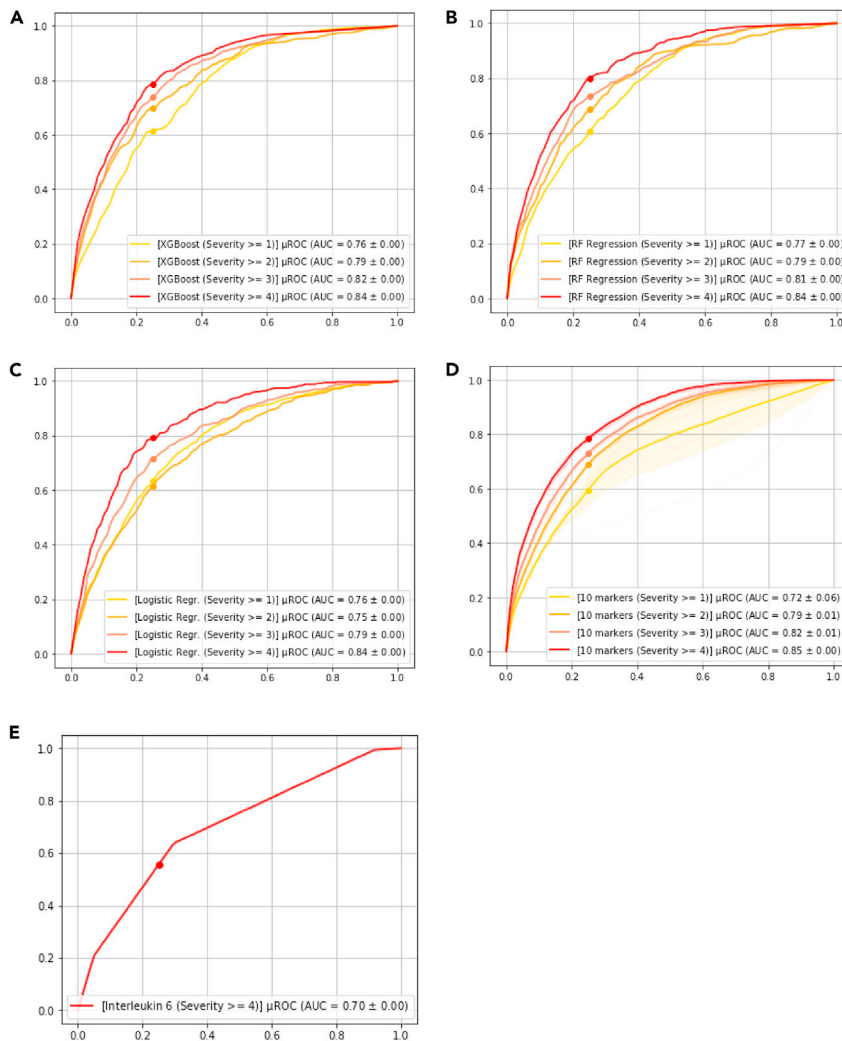 A
1.0
0.8
0.6
0.4
0.2
0.0
[XGBoost (Severity >= 1)] µROC (AUC = 0.76 ± 0.00)
[XGBoost (Severity >= 2)] µROC (AUC = 0.79 ± 0.00)
[XGBoost (Severity >= 3)] µROC (AUC = 0.82 ± 0.00)
[XGBoost (Severity >= 4)] µROC (AUC = 0.84 ± 0.00)
0.0 0.2 0.4 0.6 0.8 1.0
B
1.0
0.8
0.6
0.4
0.2
0.0
[RF Regression (Severity >= 1)] µROC (AUC = 0.77 ± 0.00)
[RF Regression (Severity >= 2)] µROC (AUC = 0.79 ± 0.00)
[RF Regression (Severity >= 3)] µROC (AUC = 0.81 ± 0.00)
[RF Regression (Severity >= 4)] µROC (AUC = 0.84 ± 0.00)
0.0 0.2 0.4 0.6 0.8 1.0
C
1.0
0.8
0.6
0.4
0.2
0.0
[Logistic Regr. (Severity >= 1)] µROC (AUC = 0.76 ± 0.00)
[Logistic Regr. (Severity >= 2)] µROC (AUC = 0.75 ± 0.00)
[Logistic Regr. (Severity >= 3)] µROC (AUC = 0.79 ± 0.00)
[Logistic Regr. (Severity >= 4)] µROC (AUC = 0.84 ± 0.00)
0.0 0.2 0.4 0.6 0.8 1.0
D
1.0
0.8
0.6
0.4
0.2
0.0
[10 markers (Severity >= 1)] µROC (AUC = 0.72 ± 0.06)
[10 markers (Severity >= 2)] µROC (AUC = 0.79 ± 0.01)
[10 markers (Severity >= 3)] µROC (AUC = 0.82 ± 0.01)
[10 markers (Severity >= 4)] µROC (AUC = 0.85 ± 0.00)
0.0 0.2 0.4 0.6 0.8 1.0
E
1.0
0.8
0.6
0.4
0.2
0.0
[Interleukin 6 (Severity >= 4)] µROC (AUC = 0.70 ± 0.00)
0.0 0.2 0.4 0.6 0.8 1.0